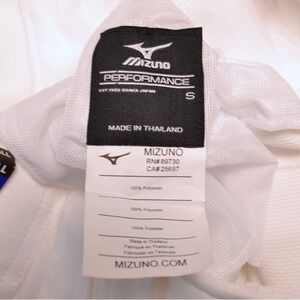 MIZUNO
PERFORMANCE
EST. 1906 OSAKA JAPAN
S
MADE IN THAILAND
MIZUNO
RN# 89730
CA# 25697
100% Polyester
100% Polyester
100% Polyester
Made in Thailand
Fabriqué en Thaïlande
Fabricado en Tailandia
MIZUNO.COM
L